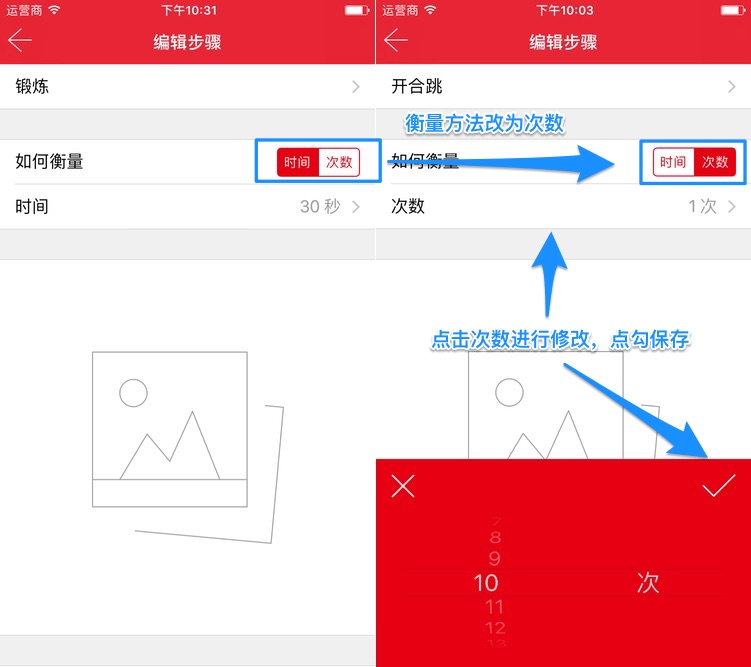 运营商 下午10:31
编辑步骤
锻炼
如何衡量 时间 次数
时间 30 秒
运营商 下午10:03
编辑步骤
开合跳
衡量方法改为次数
如何衡量 时间 次数
次数 1 次
点击次数进行修改，点勾保存
7
8
9
10 次
11
12
13